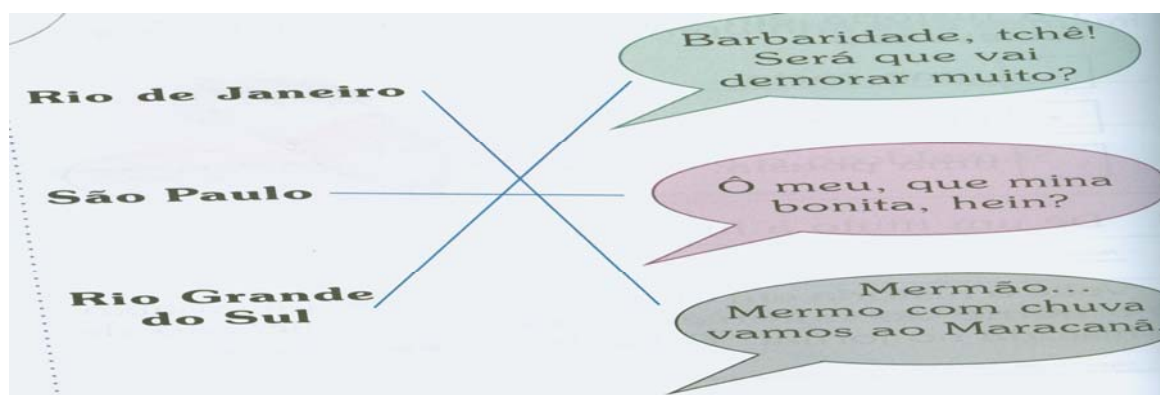 Rio de Janeiro
São Paulo
Rio Grande
do Sul
Barbaridade, tchê!
Será que vai
demorar muito?
Ô meu, que mina
bonita, hein?
Mermão...
Mermo com chuva
vamos ao Maracanã.